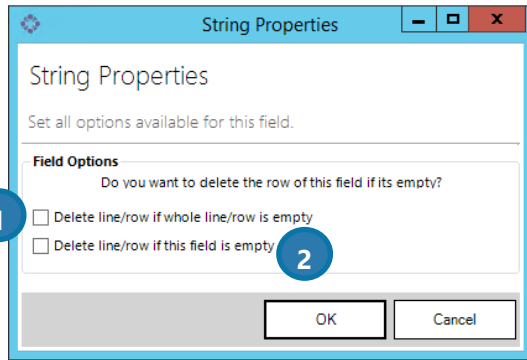 String Properties
x
String Properties
Set all options available for this field.
Field Options
Do you want to delete the row of this field if its empty?
1
Delete line/row if whole line/row is empty
Delete line/row if this field is empty
2
OK Cancel